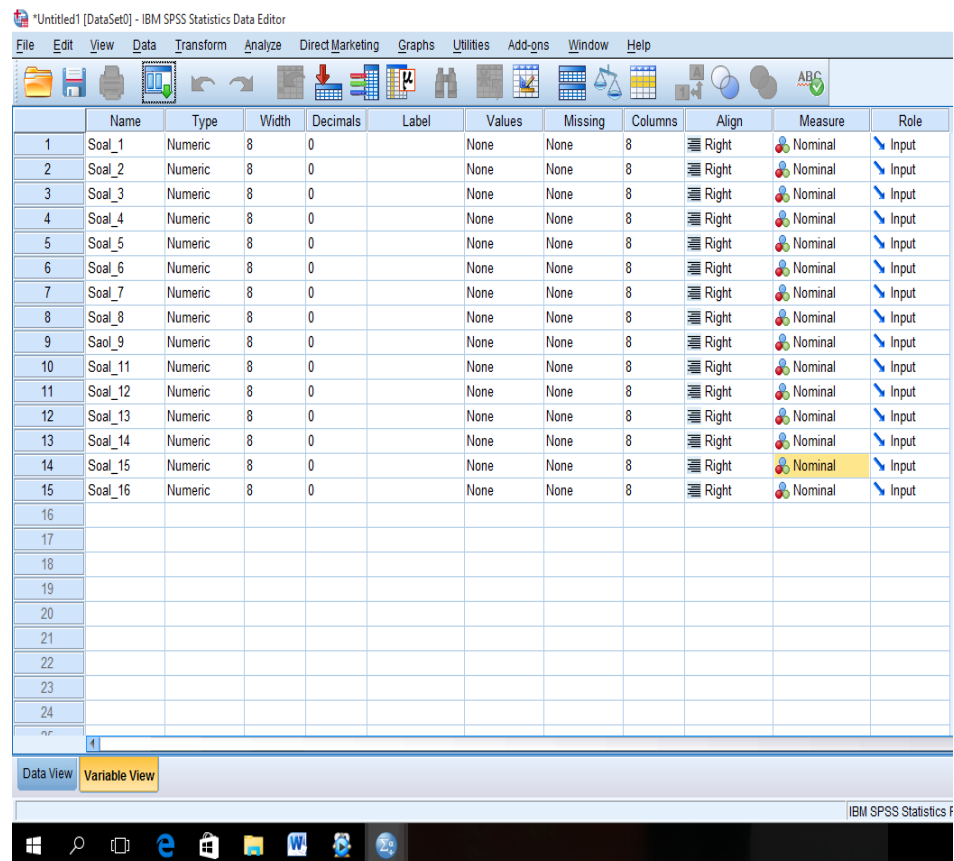 *Untitled1 [DataSet0] - IBM SPSS Statistics Data Editor
File Edit View Data Transform Analyze Direct Marketing Graphs Utilities Add-ons Window Help
Name Type Width Decimals Label Values Missing Columns Align Measure Role
1 Soal_1 Numeric 8 0 None None 8 Right Nominal Input
2 Soal_2 Numeric 8 0 None None 8 Right Nominal Input
3 Soal_3 Numeric 8 0 None None 8 Right Nominal Input
4 Soal_4 Numeric 8 0 None None 8 Right Nominal Input
5 Soal_5 Numeric 8 0 None None 8 Right Nominal Input
6 Soal_6 Numeric 8 0 None None 8 Right Nominal Input
7 Soal_7 Numeric 8 0 None None 8 Right Nominal Input
8 Soal_8 Numeric 8 0 None None 8 Right Nominal Input
9 Saol_9 Numeric 8 0 None None 8 Right Nominal Input
10 Soal_11 Numeric 8 0 None None 8 Right Nominal Input
11 Soal_12 Numeric 8 0 None None 8 Right Nominal Input
12 Soal_13 Numeric 8 0 None None 8 Right Nominal Input
13 Soal_14 Numeric 8 0 None None 8 Right Nominal Input
14 Soal_15 Numeric 8 0 None None 8 Right Nominal Input
15 Soal_16 Numeric 8 0 None None 8 Right Nominal Input
16
17
18
19
20
21
22
23
24
Data View Variable View
IBM SPSS Statistics